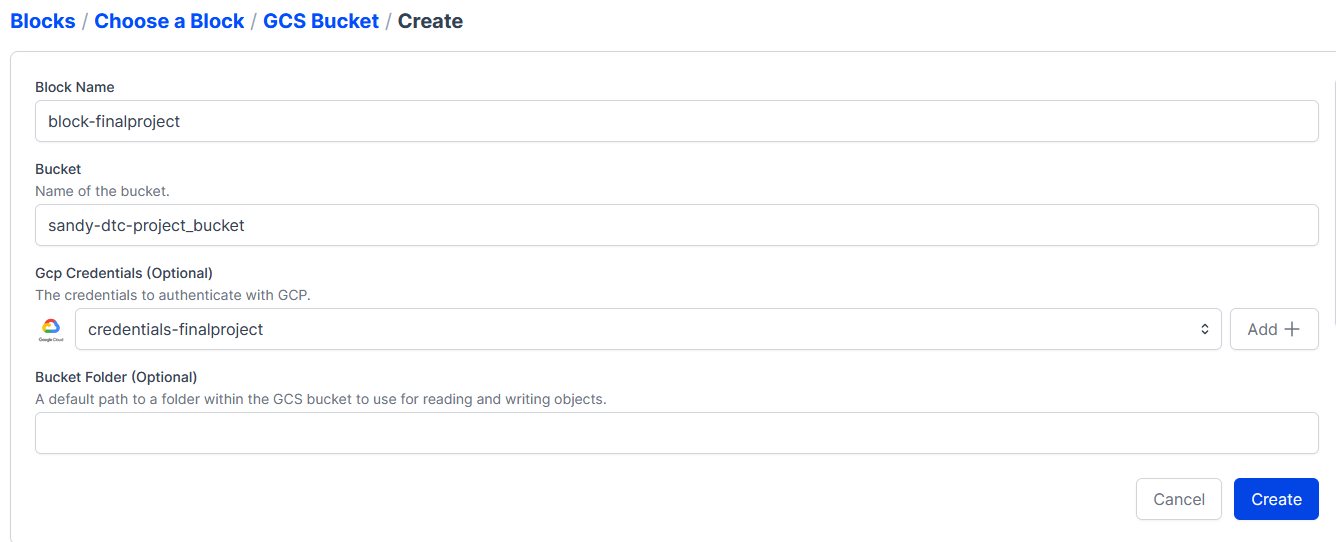 Blocks / Choose a Block / GCS Bucket / Create
Block Name
block-finalproject
Bucket
Name of the bucket.
sandy-dtc-project_bucket
Gcp Credentials (Optional)
The credentials to authenticate with GCP.
Google Cloud
credentials-finalproject
Add
Bucket Folder (Optional)
A default path to a folder within the GCS bucket to use for reading and writing objects.
Cancel
Create